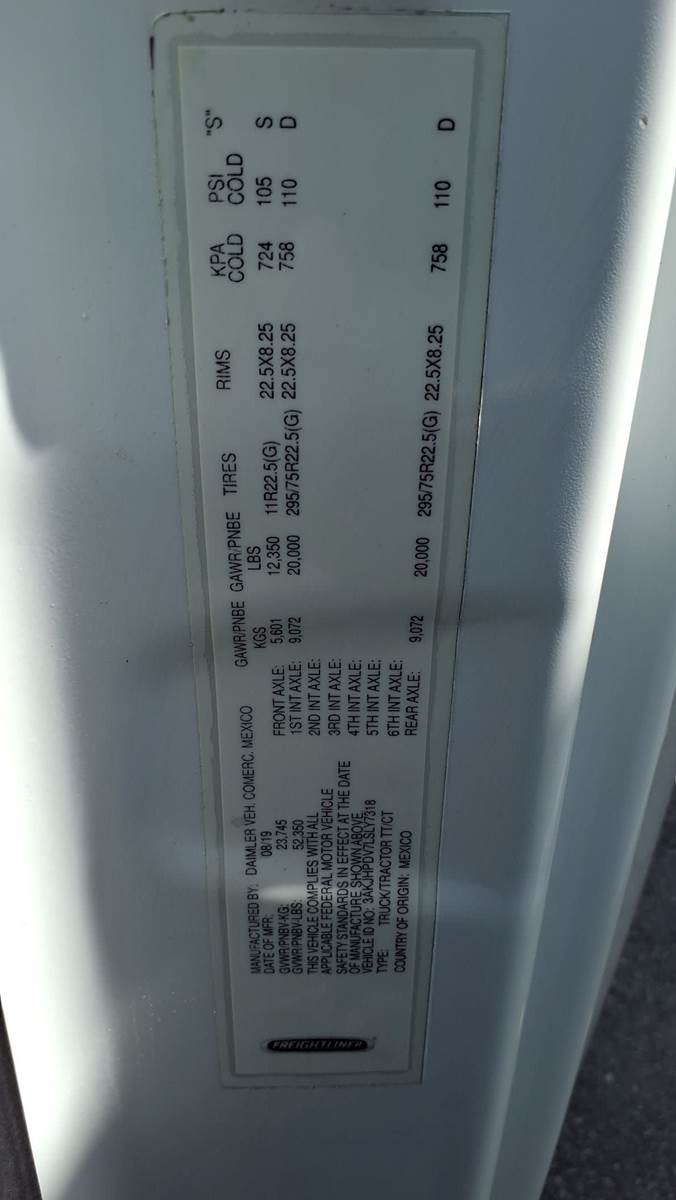 FREIGHTLINER
MANUFACTURED BY: DAIMLER VEH. COMERC. MEXICO
DATE OF MFR: 08/19
GVWR/PNBV-KG: 23,745
GVWR/PNBV-LBS: 52,350
THIS VEHICLE COMPLIES WITH ALL
APPLICABLE FEDERAL MOTOR VEHICLE
SAFETY STANDARDS IN EFFECT AT THE DATE
OF MANUFACTURE SHOWN ABOVE.
VEHICLE ID NO: 3AKJHPDV7LSLY7318
TYPE: TRUCK/TRACTOR TT/CT
COUNTRY OF ORIGIN: MEXICO
GAWR/PNBE GAWR/PNBE TIRES RIMS KPA PSI "S"
KGS LBS COLD COLD
FRONT AXLE: 5,601 12,350 11R22.5(G) 22.5X8.25 724 105 S
1ST INT AXLE: 9,072 20,000 295/75R22.5(G) 22.5X8.25 758 110 D
2ND INT AXLE:
3RD INT AXLE:
4TH INT AXLE:
5TH INT AXLE:
6TH INT AXLE:
REAR AXLE: 9,072 20,000 295/75R22.5(G) 22.5X8.25 758 110 D